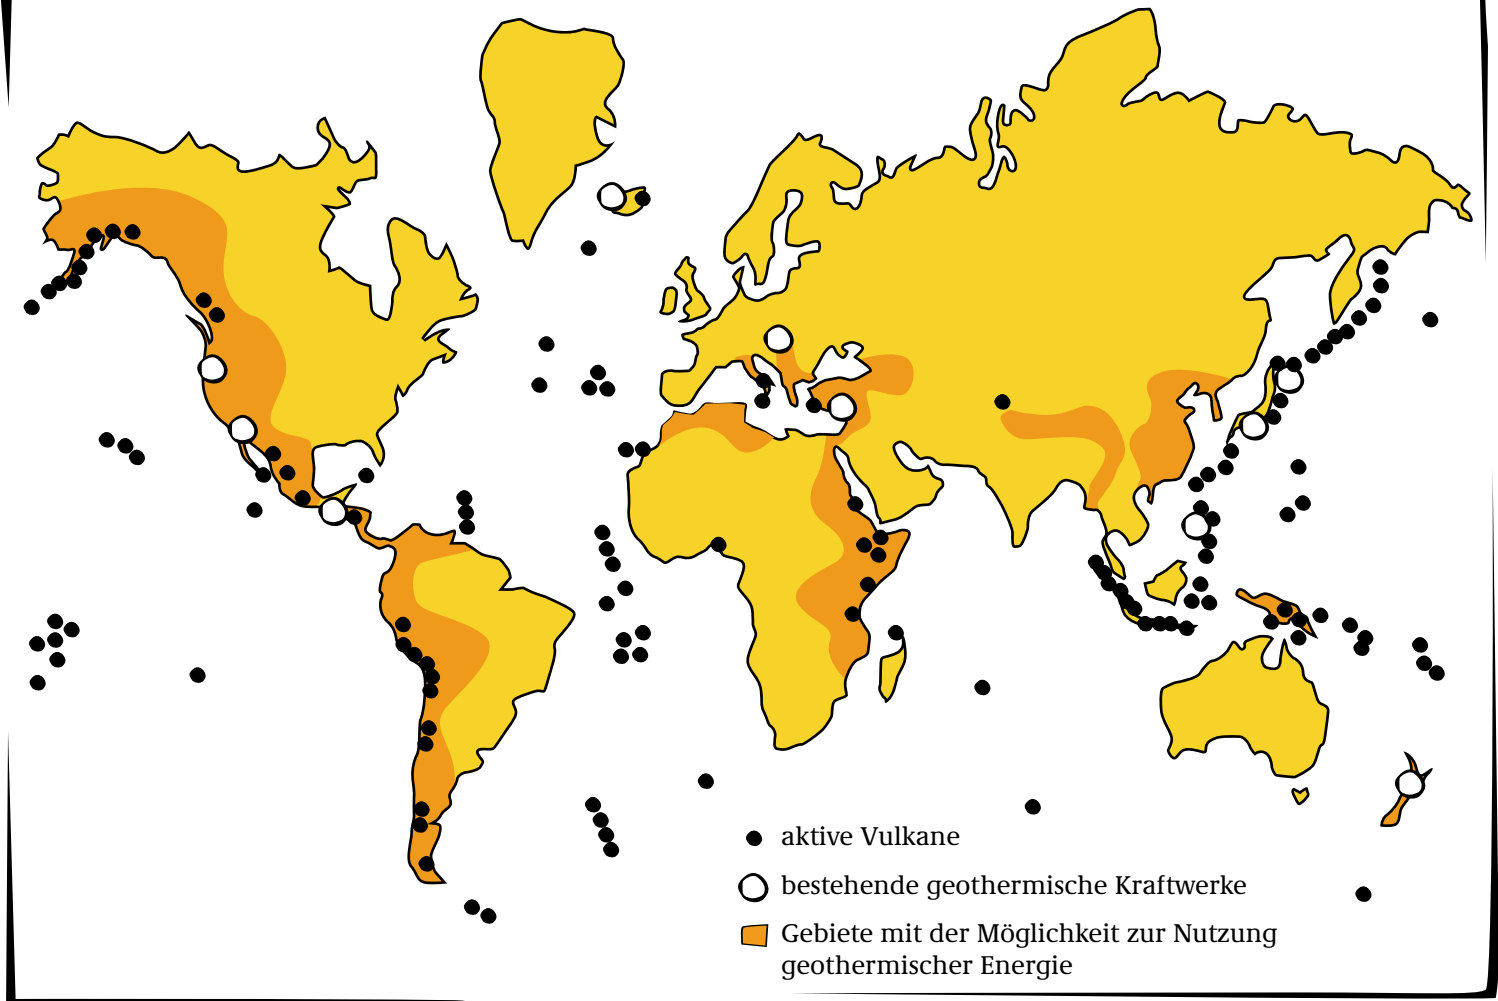 aktive Vulkane
bestehende geothermische Kraftwerke
Gebiete mit der Möglichkeit zur Nutzung
geothermischer Energie